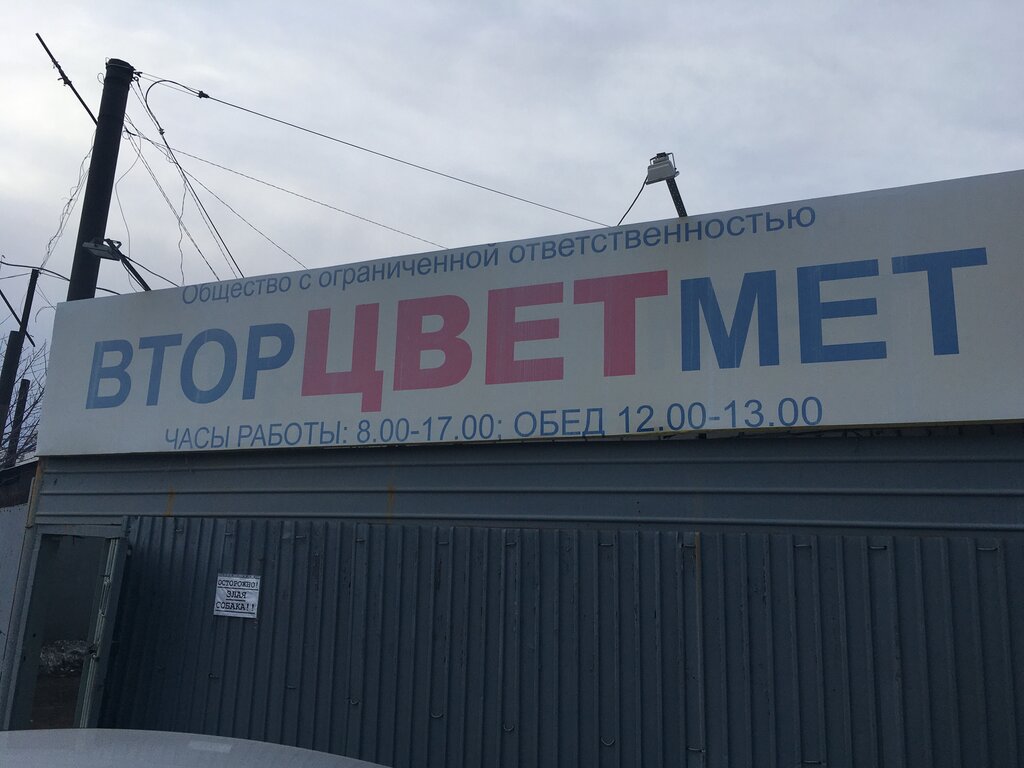 Общество с ограниченной ответственностью
ВТОРЦВЕТМЕТ
ЧАСЫ РАБОТЫ: 8.00-17.00; ОБЕД 12.00-13.00
ОСТОРОЖНО!
ЗЛАЯ
СОБАКА!!